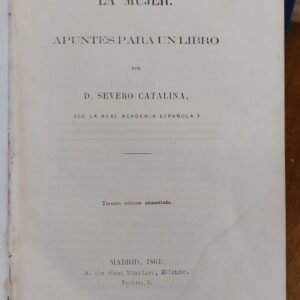 LA MUJER.
APUNTES PARA UN LIBRO
POR
D. SEVERO CATALINA,
(DE LA REAL ACADEMIA ESPAÑOLA.)
Tercera edicion aumentada.
MADRID, 1864:
A. de San Martin, Editor.